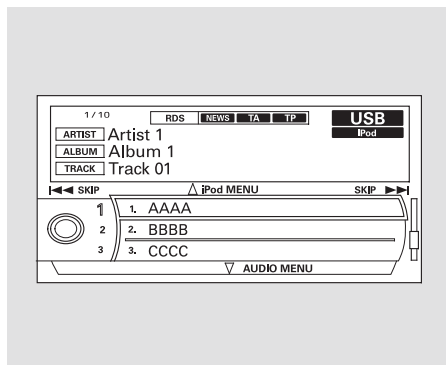 1/10 RDS NEWS TA TP USB
iPod
ARTIST Artist 1
ALBUM Album 1
TRACK Track 01
SKIP iPod MENU SKIP
1 1. AAAA
2 2. BBBB
3 3. CCCC
AUDIO MENU